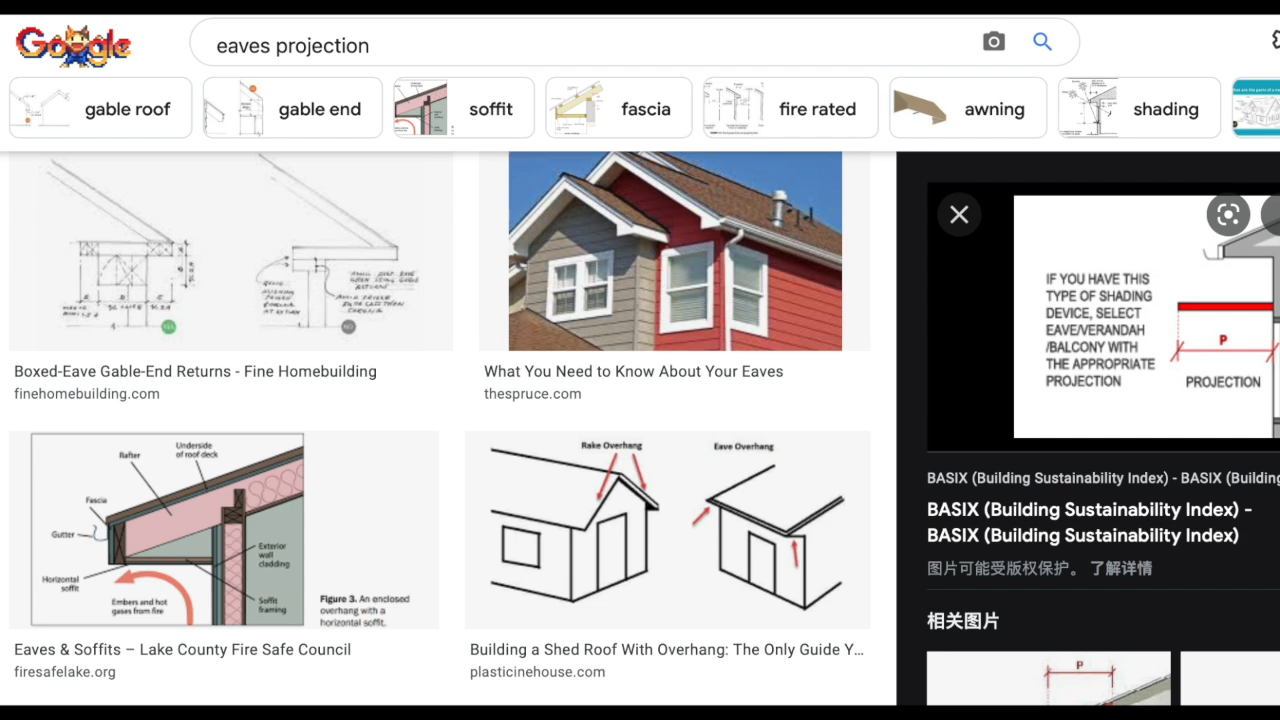 Google
eaves projection
gable roof
gable end
soffit
fascia
fire rated
awning
shading
Boxed-Eave Gable-End Returns - Fine Homebuilding
finehomebuilding.com
What You Need to Know About Your Eaves
thespruce.com
Underside
of roof deck
Rafter
Fascia
Gutter
Horizontal
soffit
Embers and hot
gases from fire
Exterior
wall
cladding
Soffit
framing
Figure 3. An enclosed
overhang with a
horizontal soffit.
Eaves & Soffits – Lake County Fire Safe Council
firesafelake.org
Rake Overhang
Eave Overhang
Building a Shed Roof With Overhang: The Only Guide Y...
plasticinehouse.com
IF YOU HAVE THIS
TYPE OF SHADING
DEVICE, SELECT
EAVE/VERANDAH
/BALCONY WITH
THE APPROPRIATE
PROJECTION
P
PROJECTION
BASIX (Building Sustainability Index) - BASIX (Building
BASIX (Building Sustainability Index) -
BASIX (Building Sustainability Index)
图片可能受版权保护。 了解详情
相关图片
P